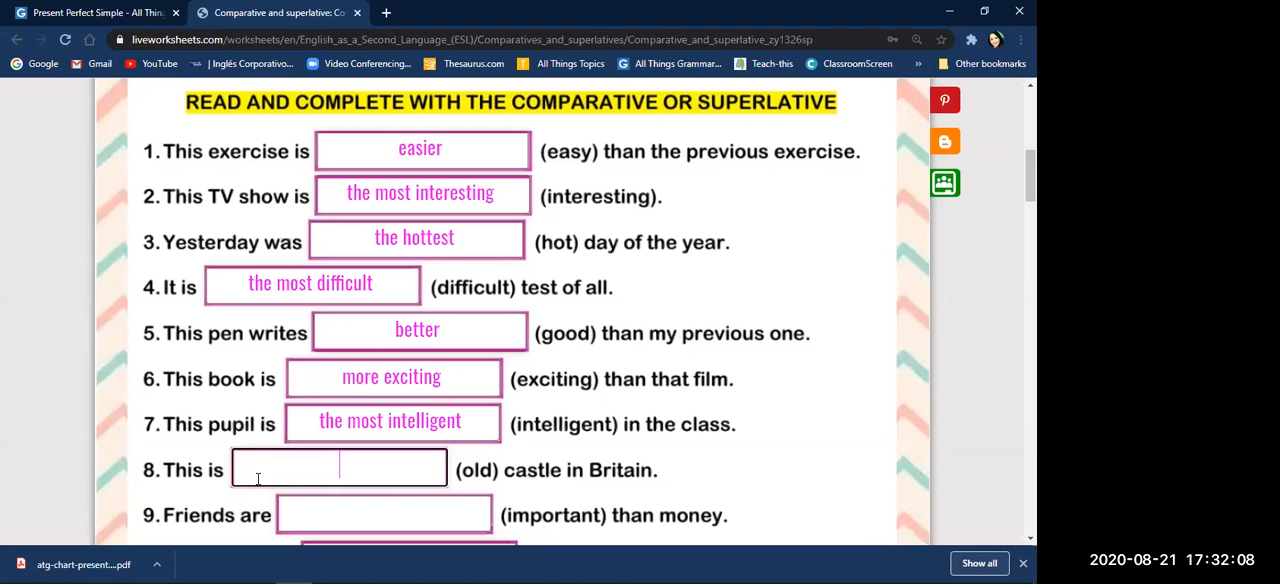 Present Perfect Simple - All Thing
Comparative and superlative: Co
liveworksheets.com/worksheets/en/English_as_a_Second_Language_(ESL)/Comparatives_and_superlatives/Comparative_and_superlative_zy1326sp
Google Gmail YouTube | Inglés Corporativo... Video Conferencing... Thesaurus.com All Things Topics All Things Grammar... Teach-this ClassroomScreen » Other bookmarks
READ AND COMPLETE WITH THE COMPARATIVE OR SUPERLATIVE
1. This exercise is easier (easy) than the previous exercise.
2. This TV show is the most interesting (interesting).
3. Yesterday was the hottest (hot) day of the year.
4. It is the most difficult (difficult) test of all.
5. This pen writes better (good) than my previous one.
6. This book is more exciting (exciting) than that film.
7. This pupil is the most intelligent (intelligent) in the class.
8. This is (old) castle in Britain.
9. Friends are (important) than money.
atg-chart-present....pdf
Show all
2020-08-21 17:32:08